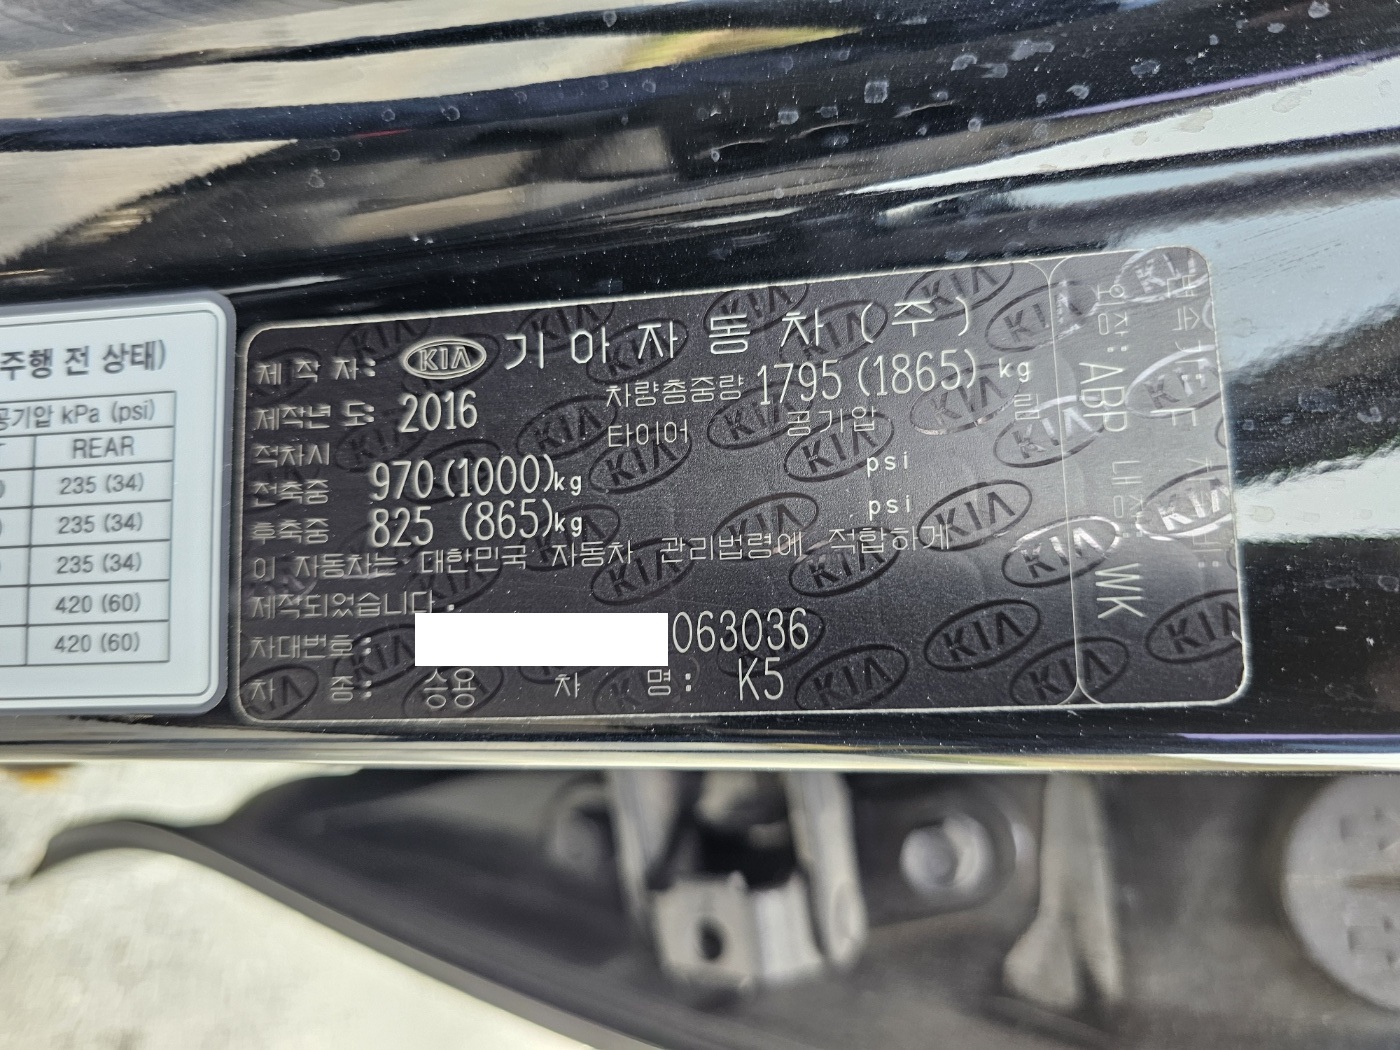 주행 전 상태)
공기압 kPa (psi)
REAR
235 (34)
235 (34)
235 (34)
420 (60)
420 (60)
제 작 자: KIA 기아자동차(주)
제작년 도: 2016 차량총중량 1795 (1865) kg
적차시 타이어 공기압 림
전축중 970 (1000)kg psi
후축중 825 (865)kg psi
이 자동차는 대한민국 자동차 관리법령에 적합하게
제작되었습니다.
차대번호: 063036
차 종: 승용 차 명: K5
외장: ABP 내장: WK